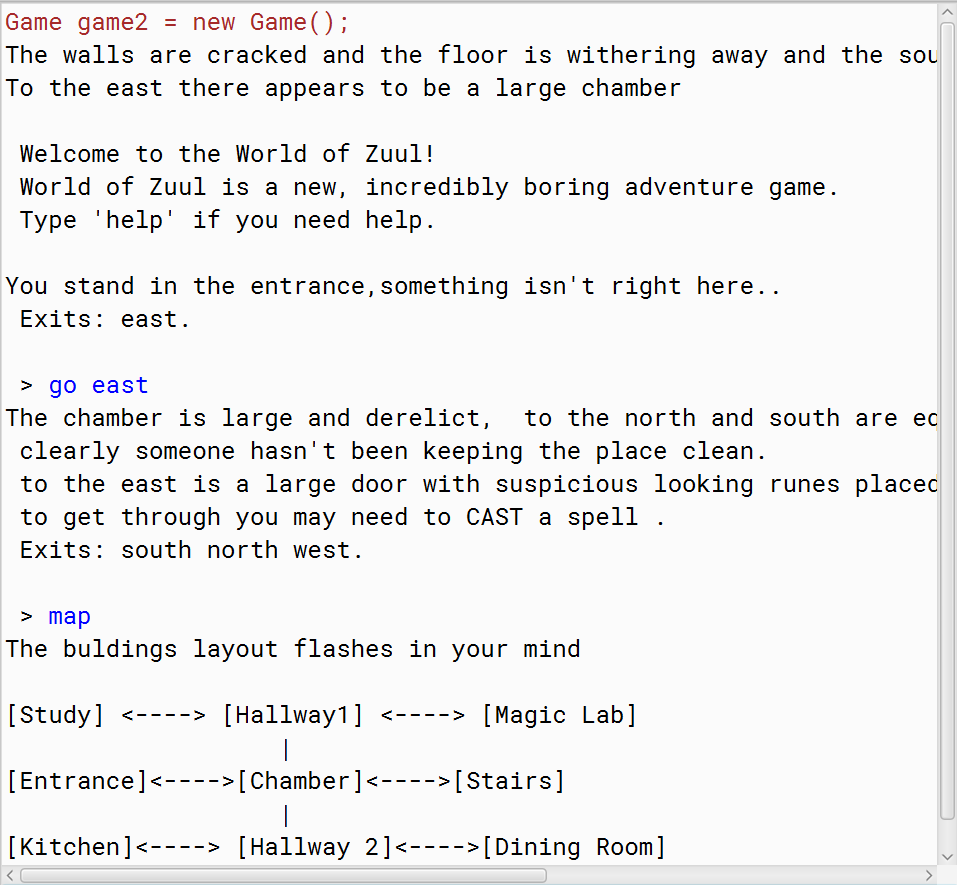 Game game2 = new Game();
The walls are cracked and the floor is withering away and the
To the east there appears to be a large chamber
Welcome to the World of Zuul!
World of Zuul is a new, incredibly boring adventure game.
Type 'help' if you need help.
You stand in the entrance,something isn't right here..
Exits: east.
> go east
The chamber is large and derelict,  to the north and south are
clearly someone hasn't been keeping the place clean.
to the east is a large door with suspicious looking runes placed
to get through you may need to CAST a spell .
Exits: south north west.
> map
The buldings layout flashes in your mind
[Study] <----> [Hallway1] <----> [Magic Lab]
|
[Entrance]<---->[Chamber]<---->[Stairs]
|
[Kitchen]<----> [Hallway 2]<---->[Dining Room]